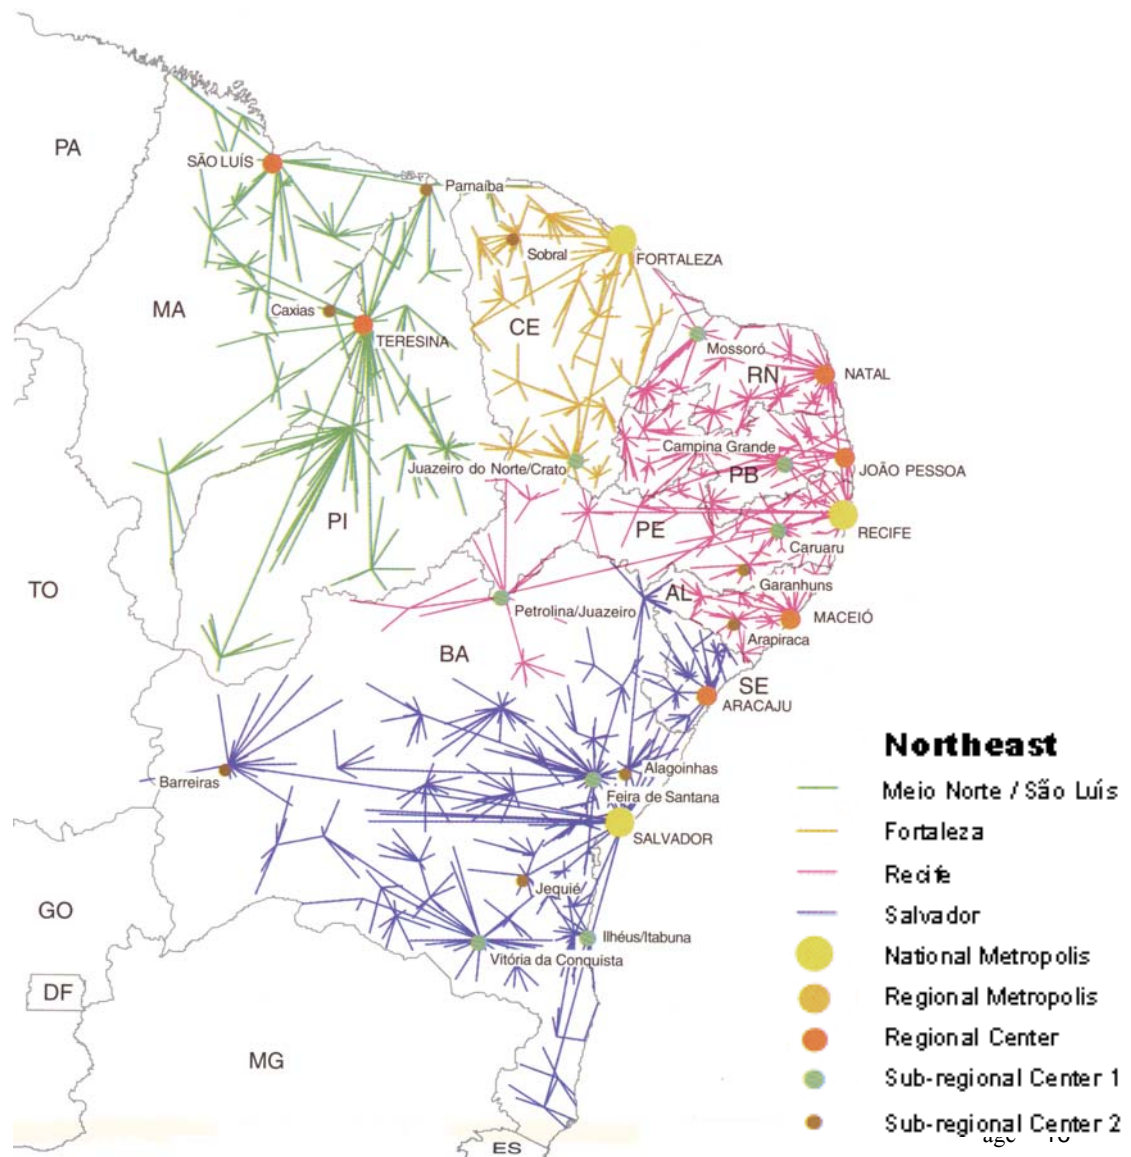 PA
SÃO LUÍS
Parnaíba
Sobral
FORTALEZA
MA
Caxias
TERESINA
CE
Mossoró
RN
NATAL
Campina Grande
Juazeiro do Norte/Crato
PB
JOÃO PESSOA
PI
PE
RECIFE
Caruaru
TO
Garanhuns
AL
Petrolina/Juazeiro
MACEIÓ
Arapiraca
BA
SE
ARACAJU
Northeast
Barreiras
Alagoinhas
Feira de Santana
Meio Norte / São Luís
SALVADOR
Fortaleza
Recife
Jequié
GO
Salvador
Ilhéus/Itabuna
Vitória da Conquista
National Metropolis
DF
Regional Metropolis
Regional Center
MG
Sub-regional Center 1
Sub-regional Center 2
ES